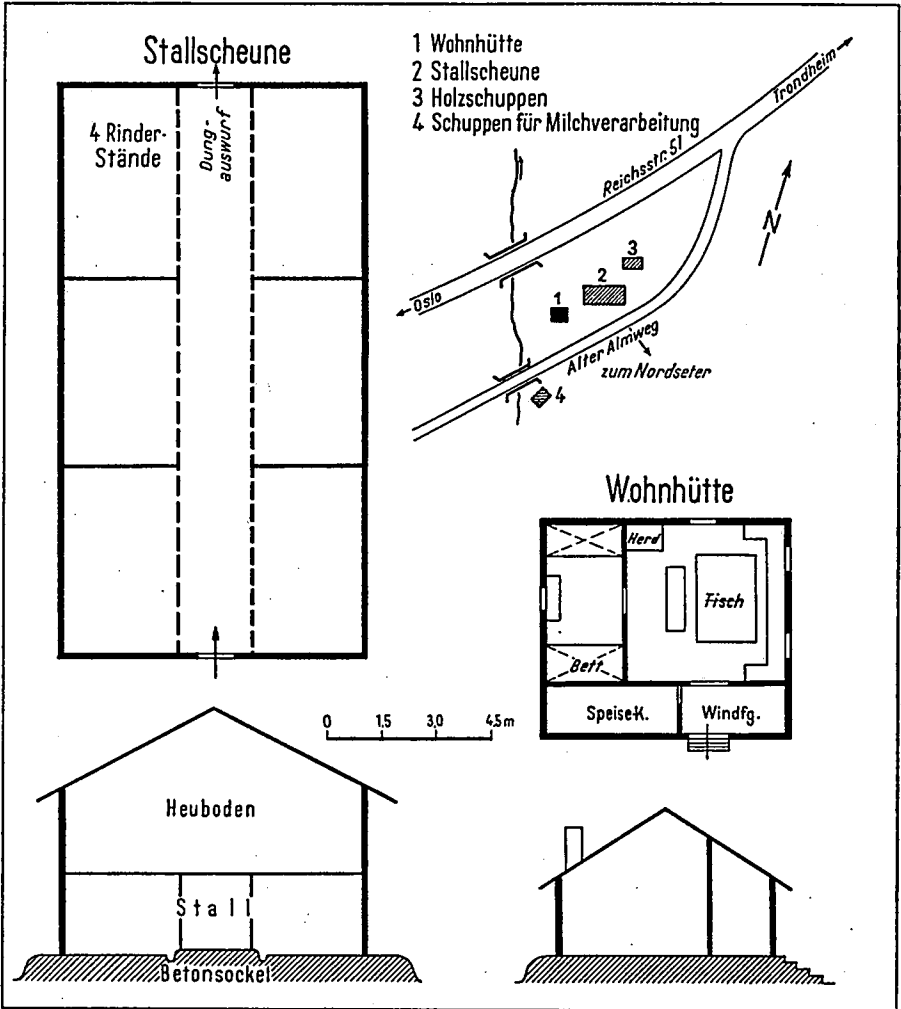 Stallscheune
4 Rinder-
Stände
Dung-
auswurf
1 Wohnhütte
2 Stallscheune
3 Holzschuppen
4 Schuppen für Milchverarbeitung
Trondheim
Reichsstr. 51
N
3
2
1
Oslo
Alter Almweg
zum Nordseter
4
Wohnhütte
Herd
Tisch
Bett
Speisek.
Windfg.
0 1,5 3,0 4,5 m
Heuboden
Stall
Betonsockel